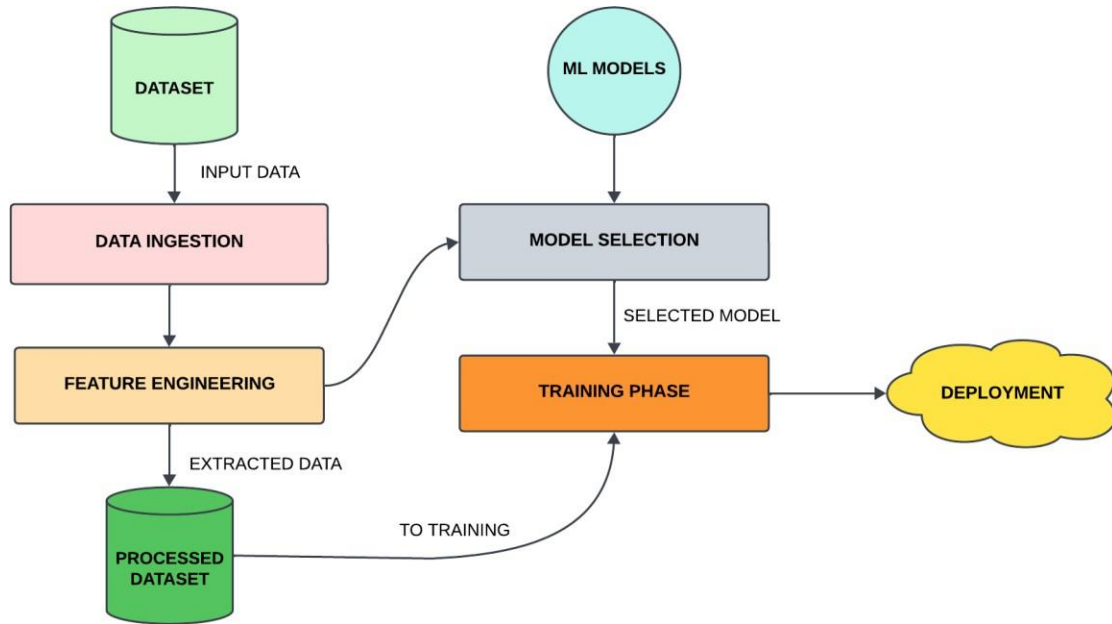 DATASET
ML MODELS
INPUT DATA
DATA INGESTION
MODEL SELECTION
SELECTED MODEL
FEATURE ENGINEERING
TRAINING PHASE
DEPLOYMENT
EXTRACTED DATA
TO TRAINING
PROCESSED
DATASET